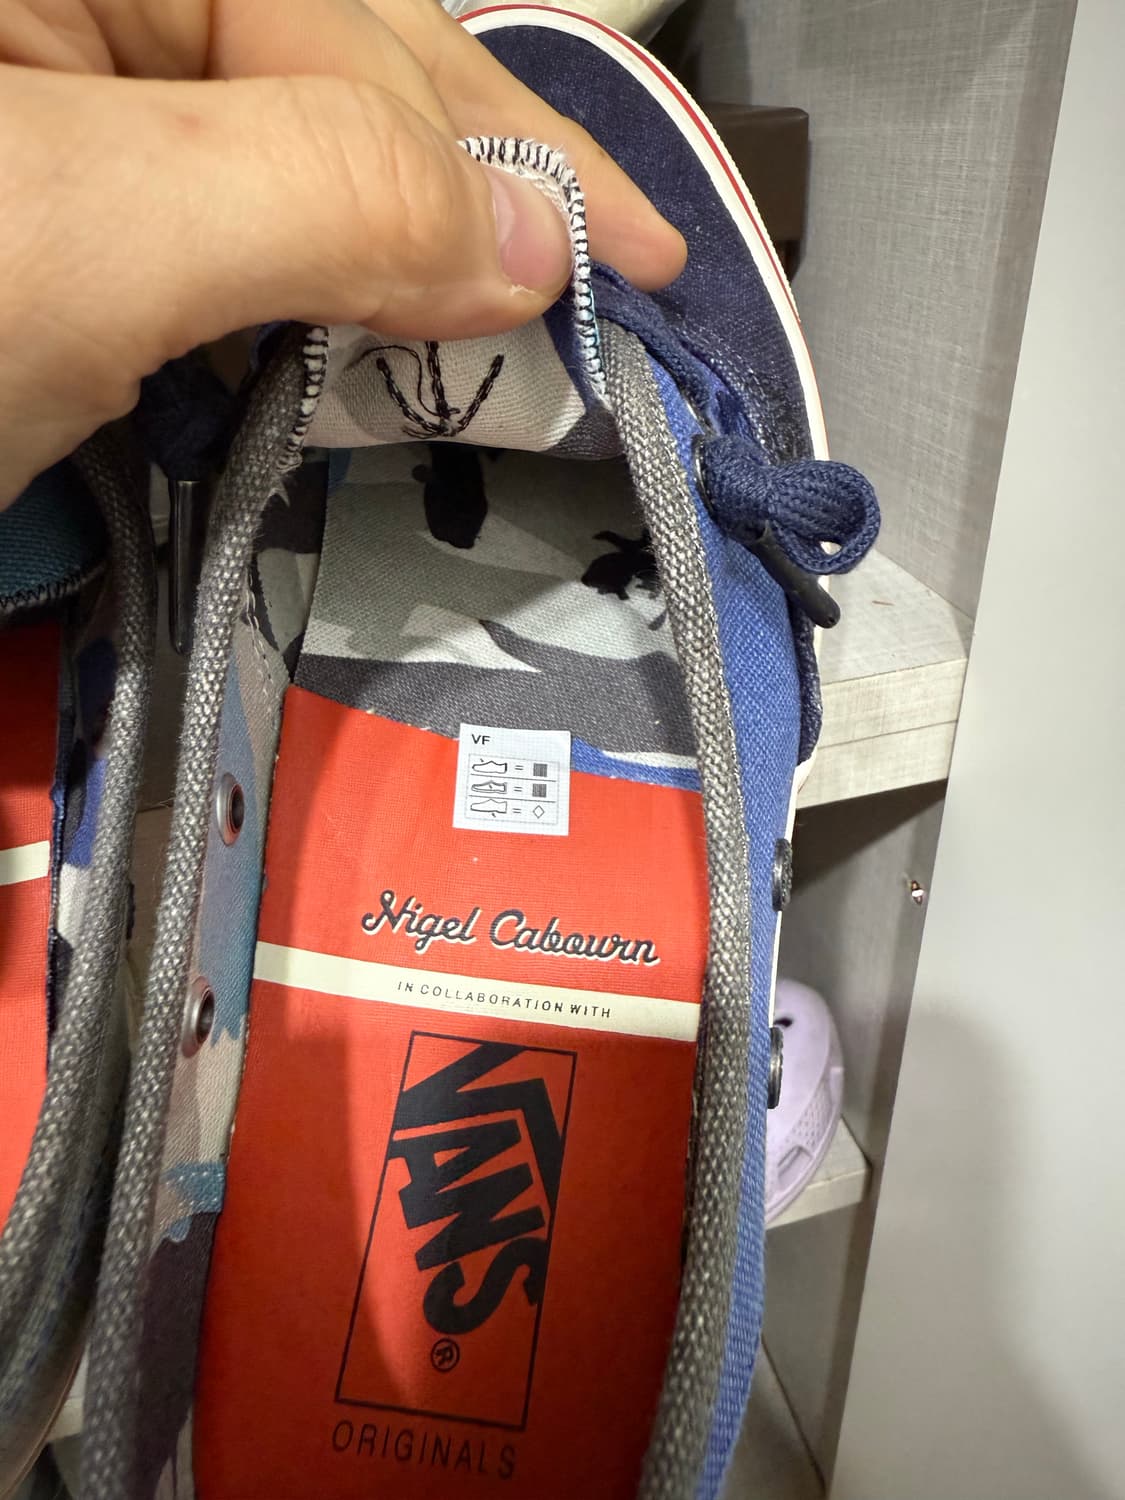 VF
=
=
=
Nigel Cabourn
IN COLLABORATION WITH
VANS
®
ORIGINALS